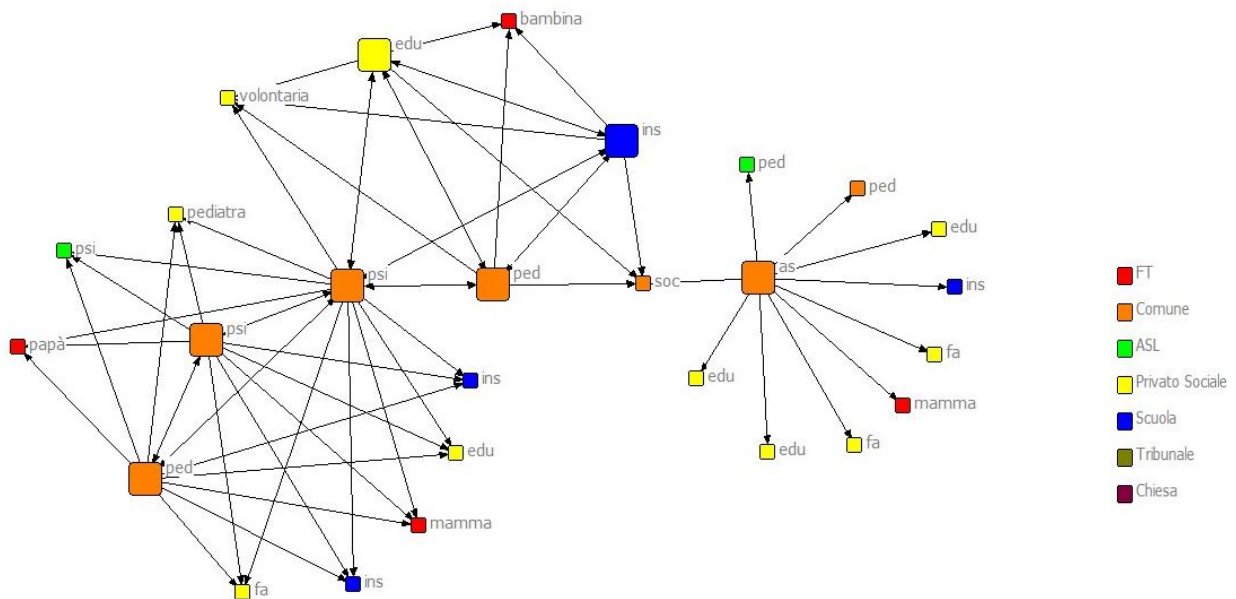 bambina
edu
volontaria
ins
ped
ped
pediatra
edu
psi
psi
ped
soc
as
FT
ins
Comune
psi
papà
ASL
fa
ins
edu
Privato Sociale
mamma
Scuola
edu
fa
edu
Tribunale
ped
Chiesa
mamma
ins
fa